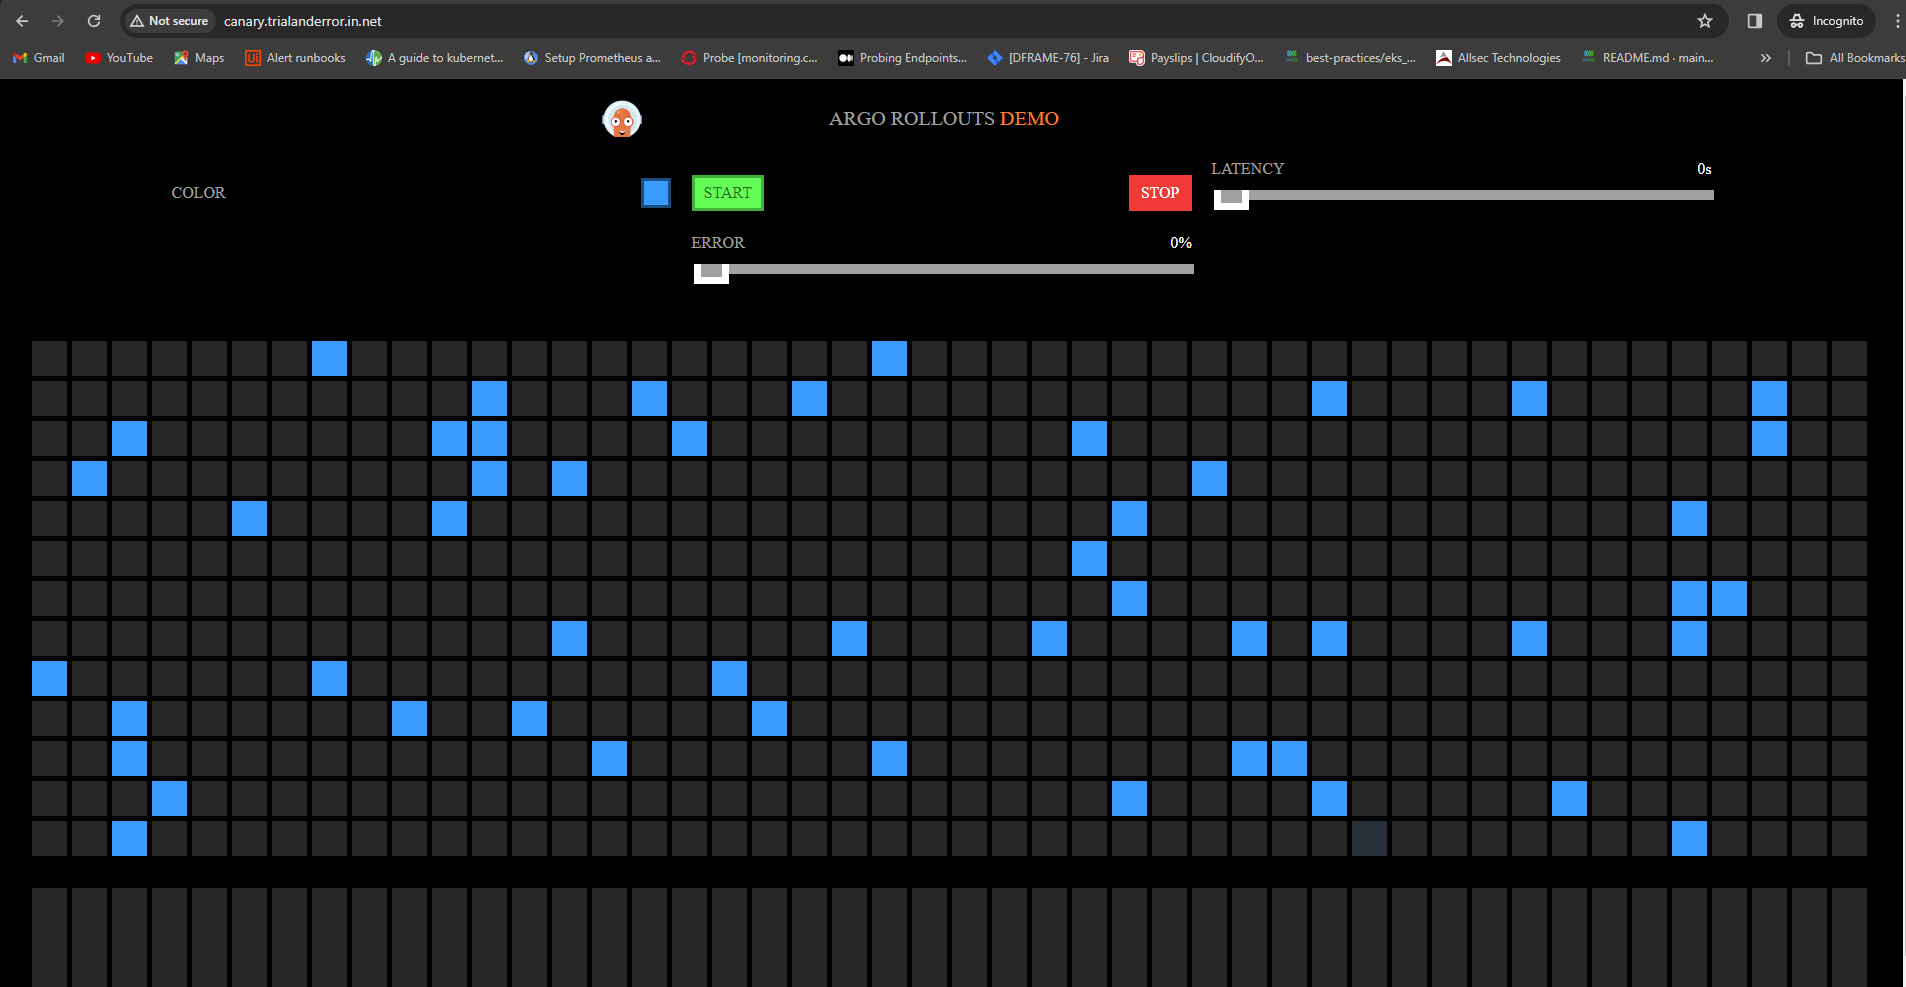 Not secure canary.trialanderror.in.net Incognito
Gmail YouTube Maps Alert runbooks A guide to kubernet... Setup Prometheus a... Probe [monitoring.c... Probing Endpoints... [DFRAME-76] - Jira Payslips | CloudifyO... best-practices/eks_... Allsec Technologies README.md · main... » All Bookmarks
ARGO ROLLOUTS DEMO
COLOR START STOP LATENCY 0s
ERROR 0%